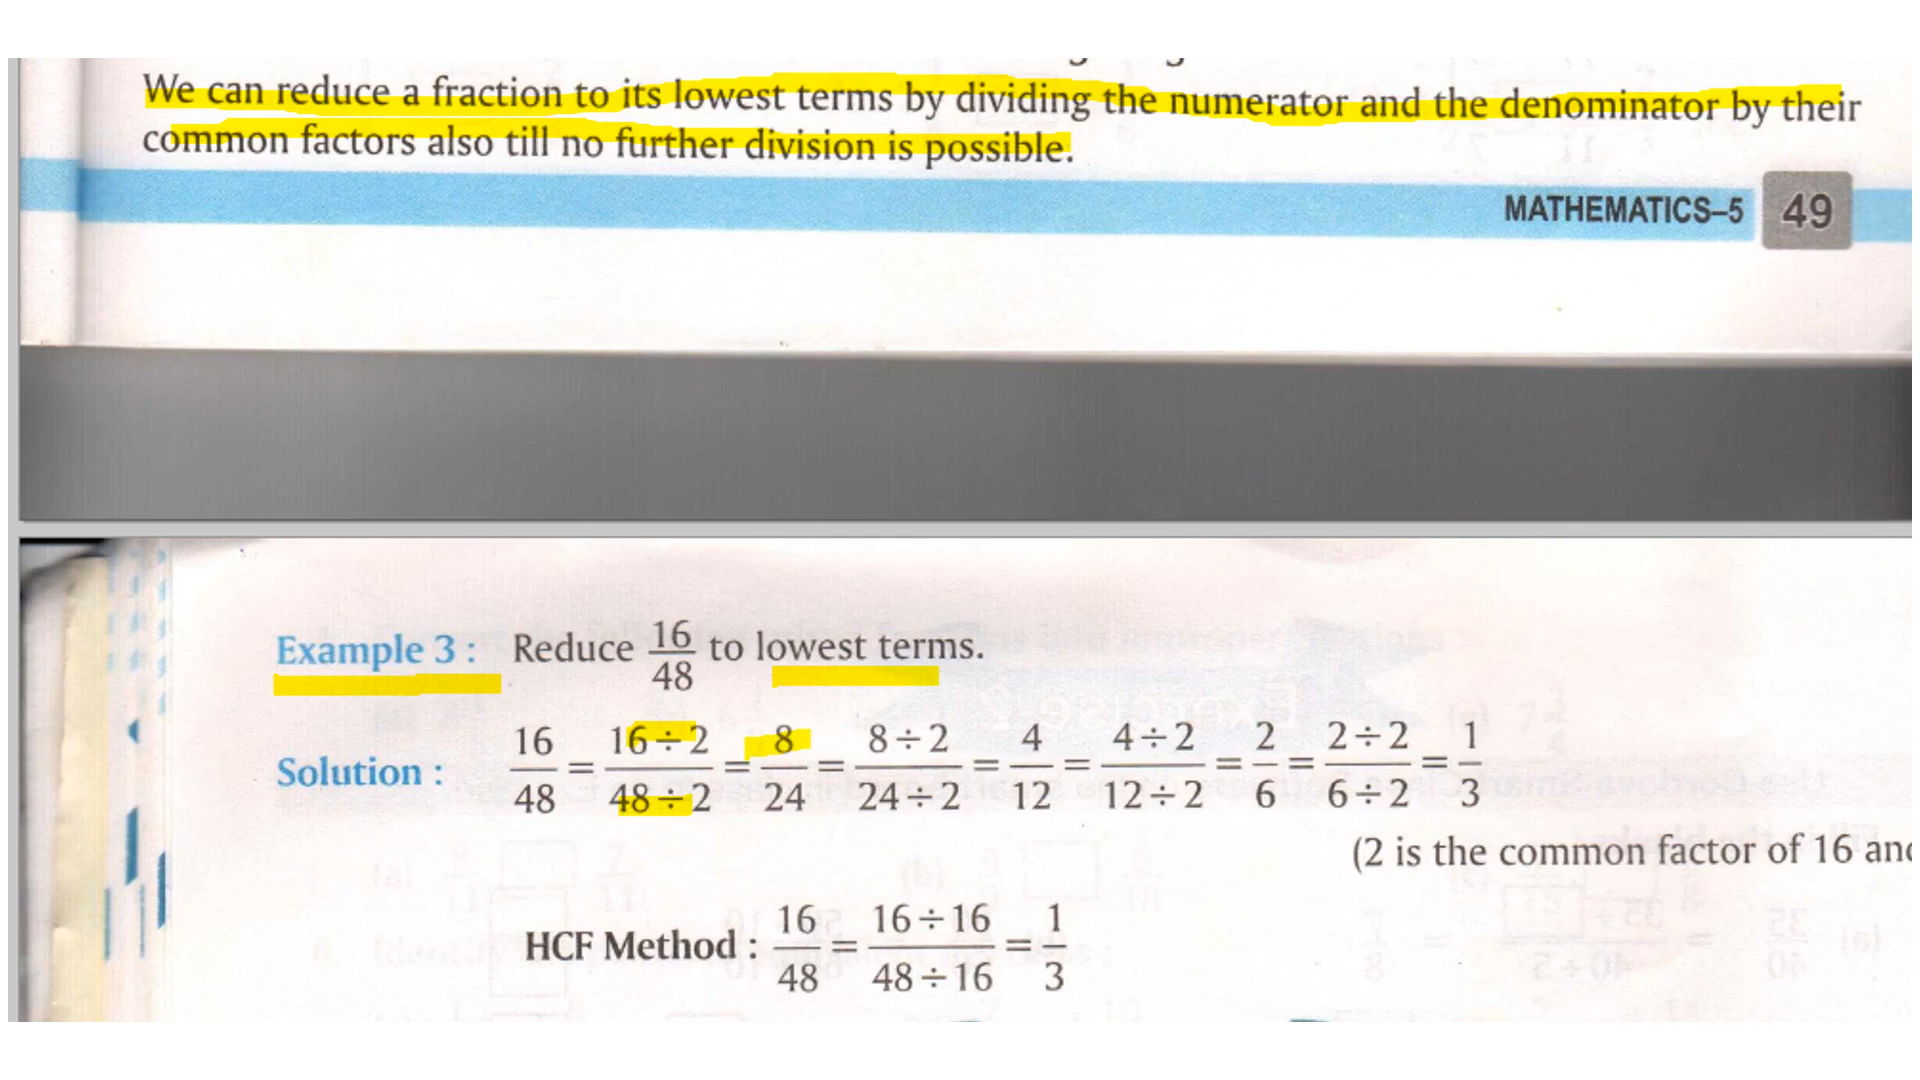 We can reduce a fraction to its lowest terms by dividing the numerator and the denominator by their
common factors also till no further division is possible.
MATHEMATICS–5 49
Example 3 : Reduce 16/48 to lowest terms.
Solution : 16/48 = 16÷2/48÷2 = 8/24 = 8÷2/24÷2 = 4/12 = 4÷2/12÷2 = 2/6 = 2÷2/6÷2 = 1/3
(2 is the common factor of 16 and
HCF Method : 16/48 = 16÷16/48÷16 = 1/3